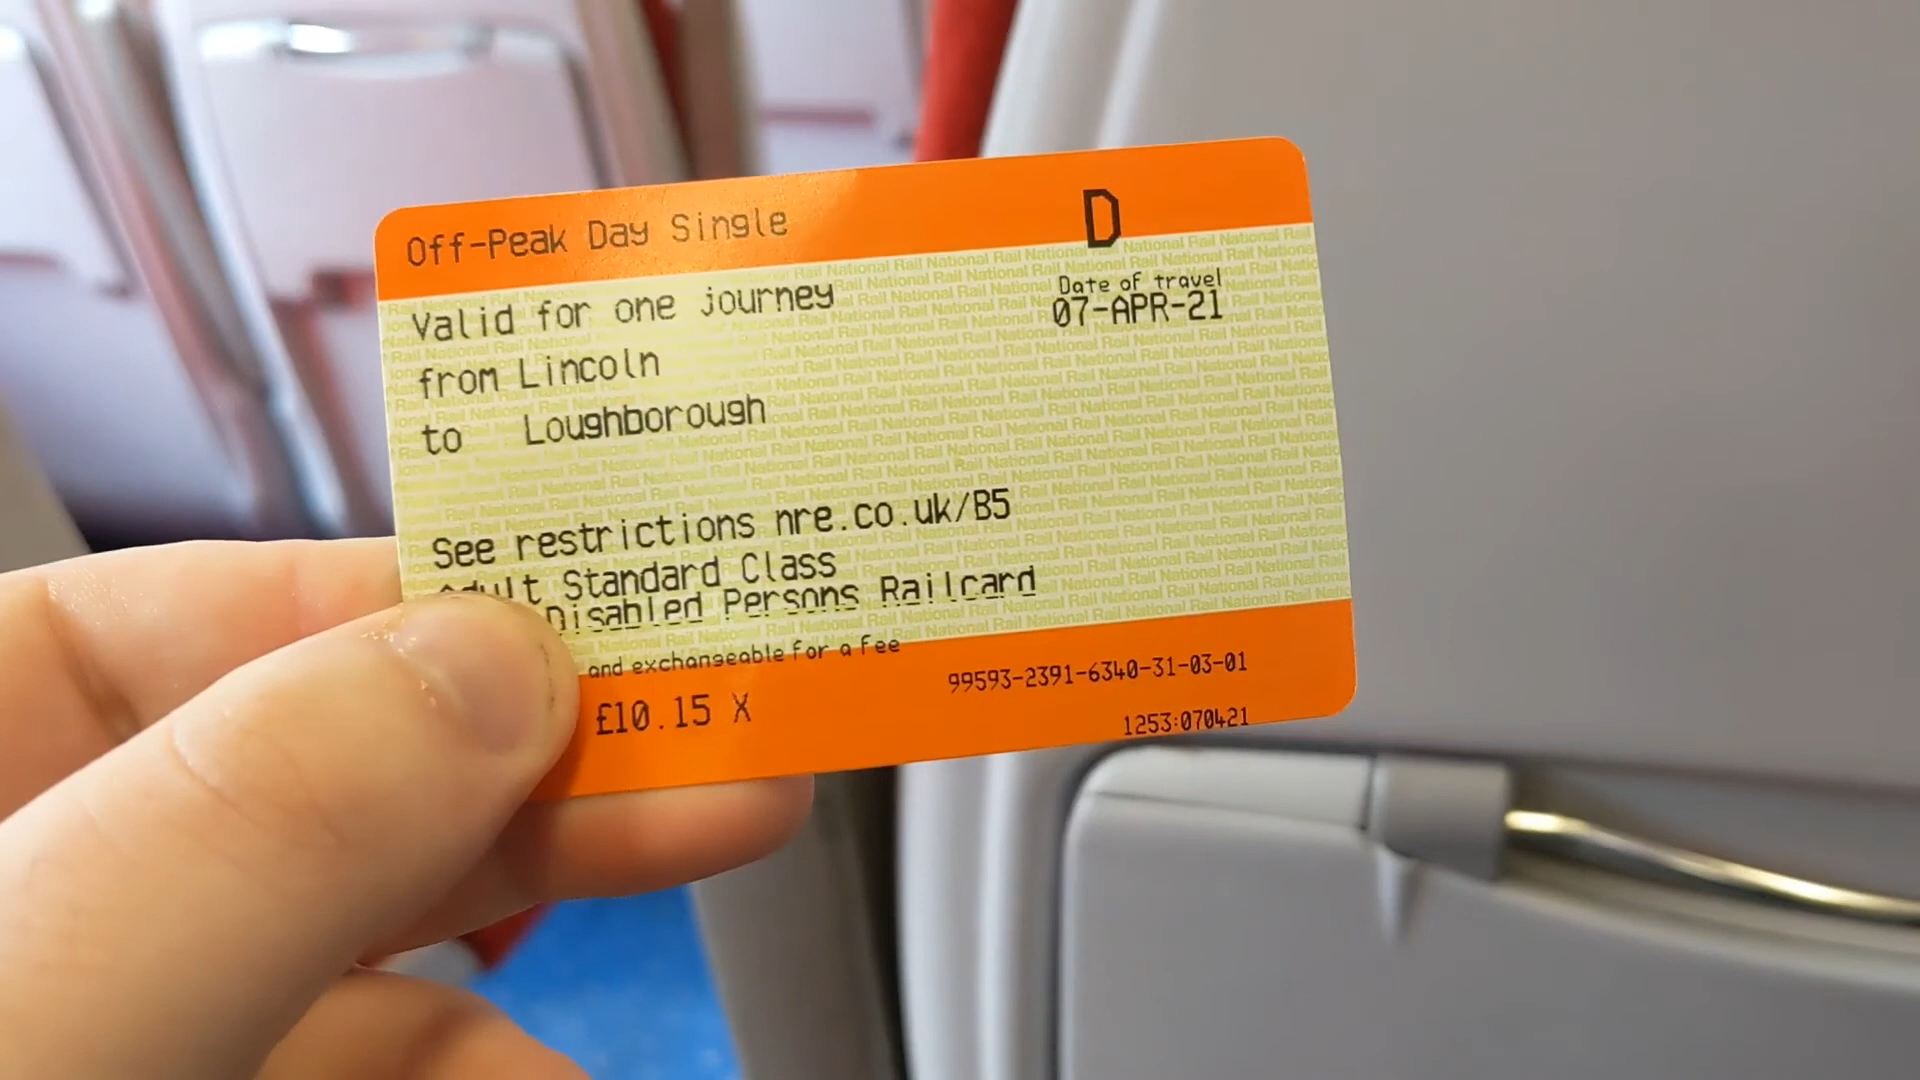 Off-Peak Day Single D
Valid for one journey
Date of travel
07-APR-21
from Lincoln
to Loughborough
See restrictions nre.co.uk/B5
Adult Standard Class
Disabled Persons Railcard
and exchangeable for a fee
£10.15 X
99593-2391-6340-31-03-01
1253:070421